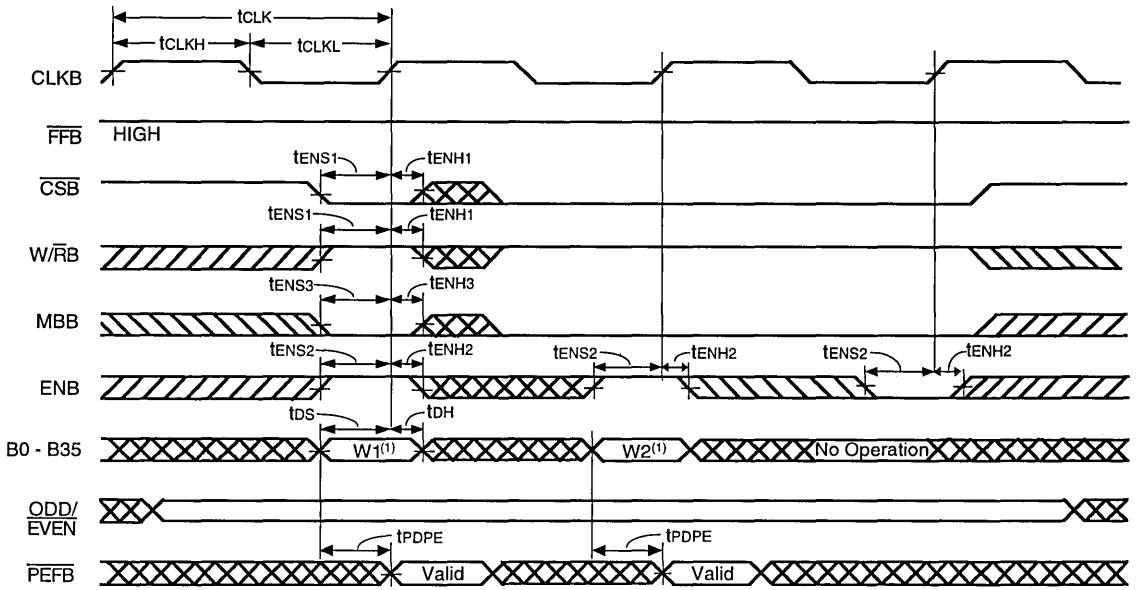 tCLK
tCLKH tCLKL
CLKB
FFB HIGH
tENS1 tENH1
CSB
tENS1 tENH1
W/RB
tENS3 tENH3
MBB
tENS2 tENH2 tENS2 tENH2 tENS2 tENH2
ENB
tDS tDH
B0 - B35 W1(1) W2(1) No Operation
ODD/
EVEN
tPDPE tPDPE
PEFB Valid Valid